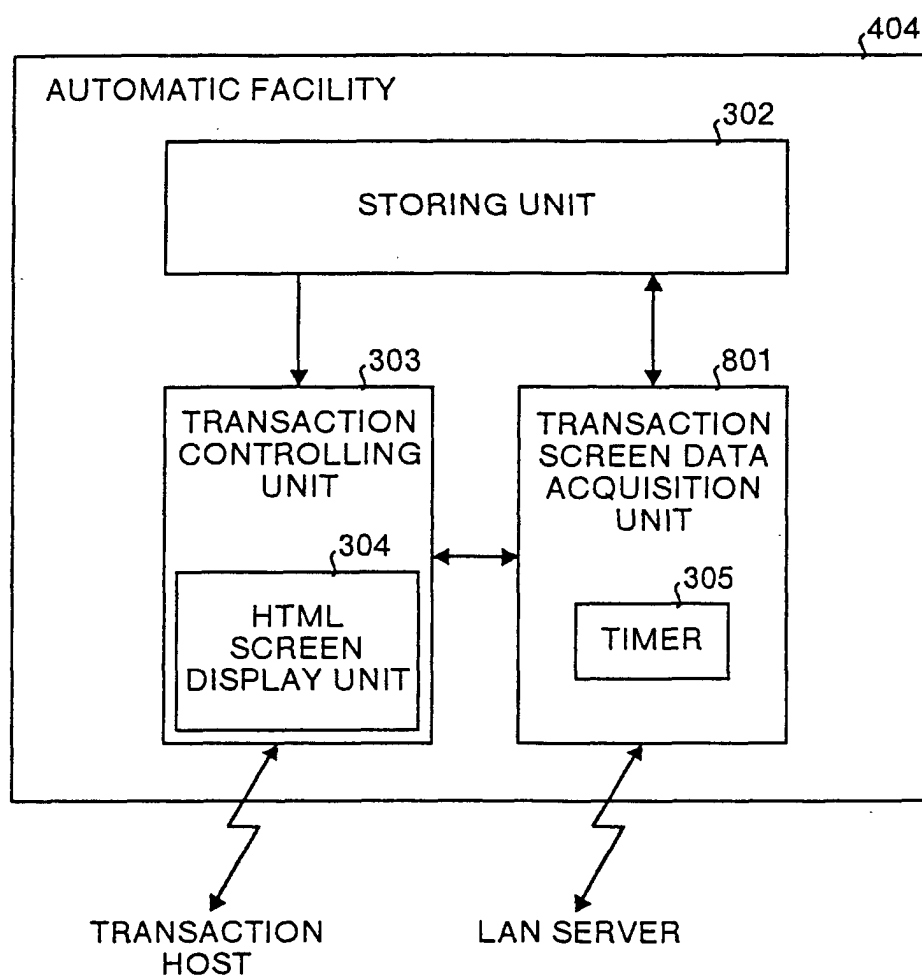 404
AUTOMATIC FACILITY
302
STORING UNIT
303
TRANSACTION
CONTROLLING
UNIT
304
HTML
SCREEN
DISPLAY UNIT
801
TRANSACTION
SCREEN DATA
ACQUISITION
UNIT
305
TIMER
TRANSACTION
HOST
LAN SERVER